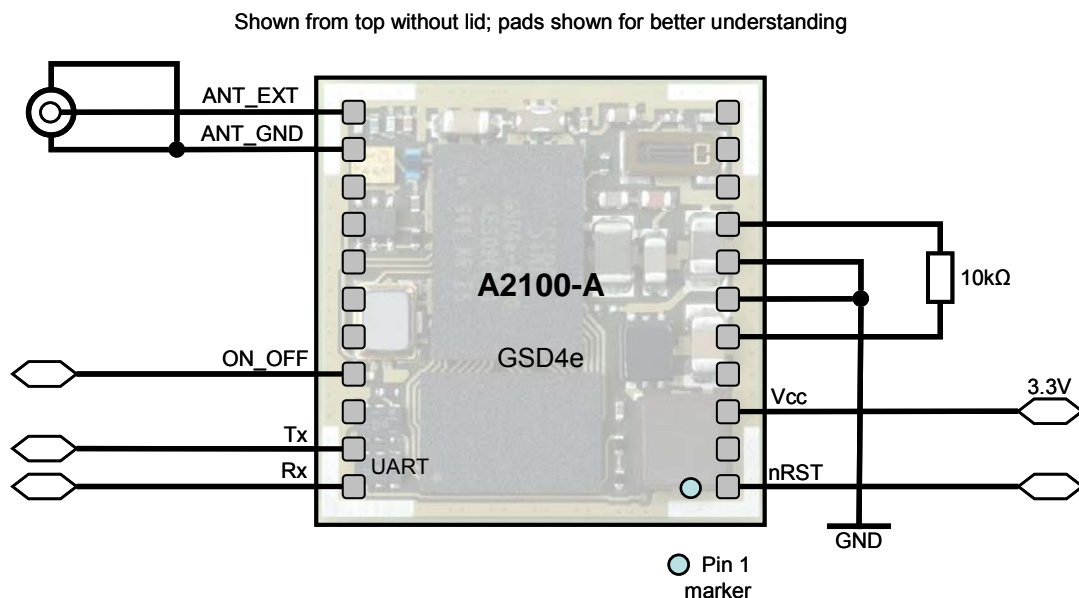 Shown from top without lid; pads shown for better understanding
ANT_EXT
ANT_GND
A2100-A
10kΩ
GSD4e
ON_OFF
Vcc
3.3V
Tx
UART
Rx
nRST
GND
Pin 1
marker